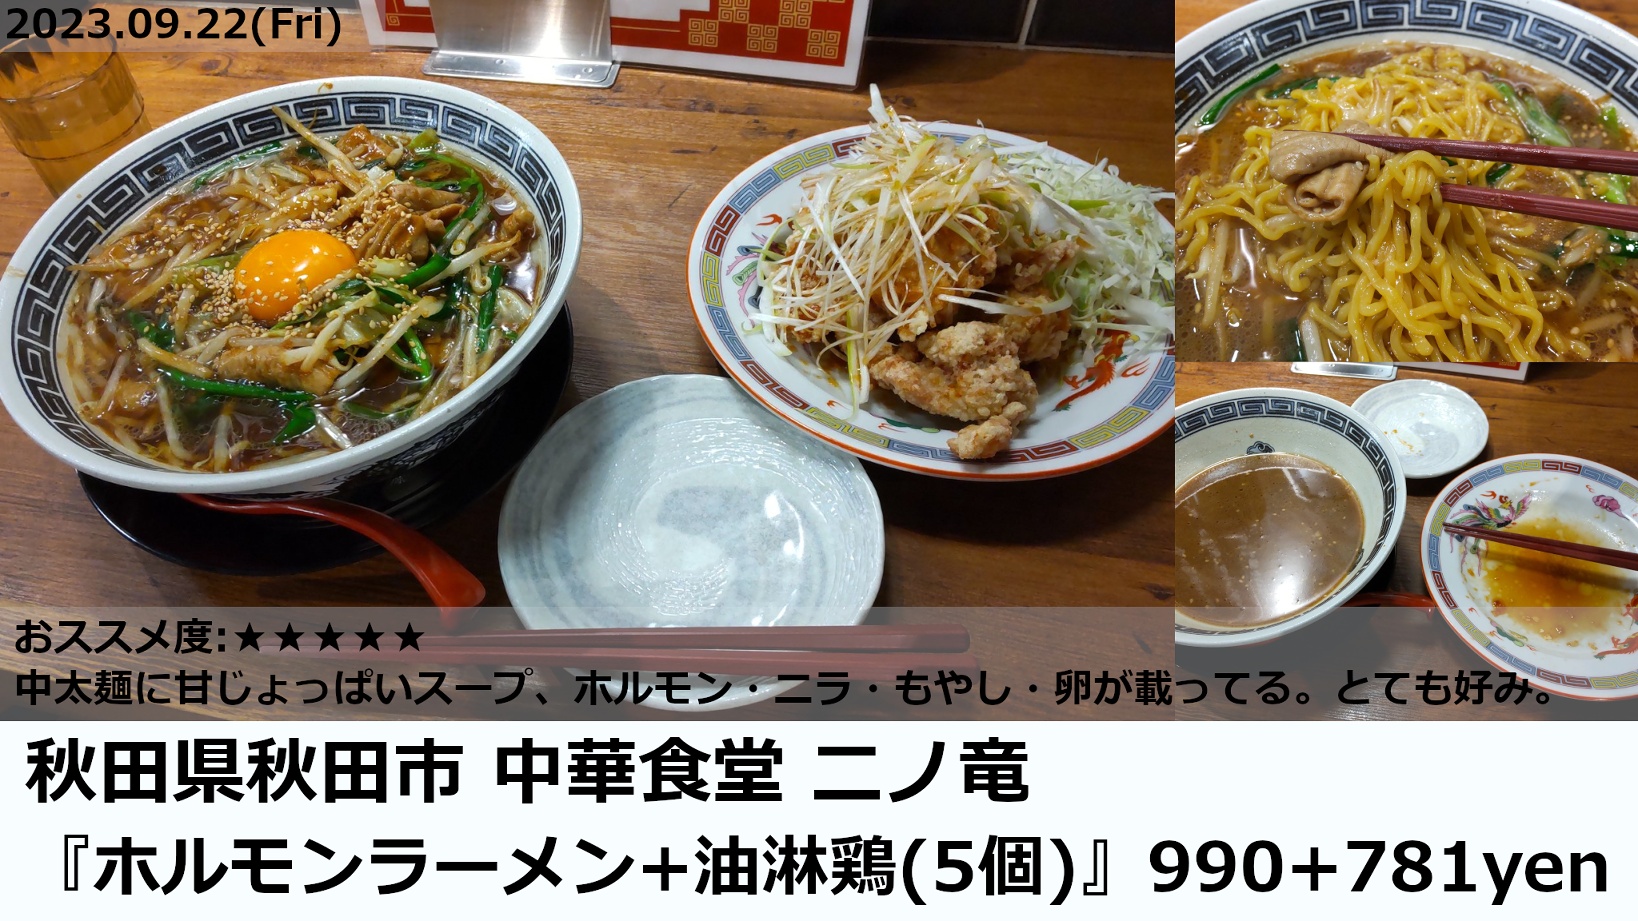 2023.09.22(Fri)
おススメ度:★★★★★
中太麺に甘じょっぱいスープ、ホルモン・ニラ・もやし・卵が載ってる。とても好み。
秋田県秋田市 中華食堂 二ノ竜
『ホルモンラーメン+油淋鶏(5個)』990+781yen